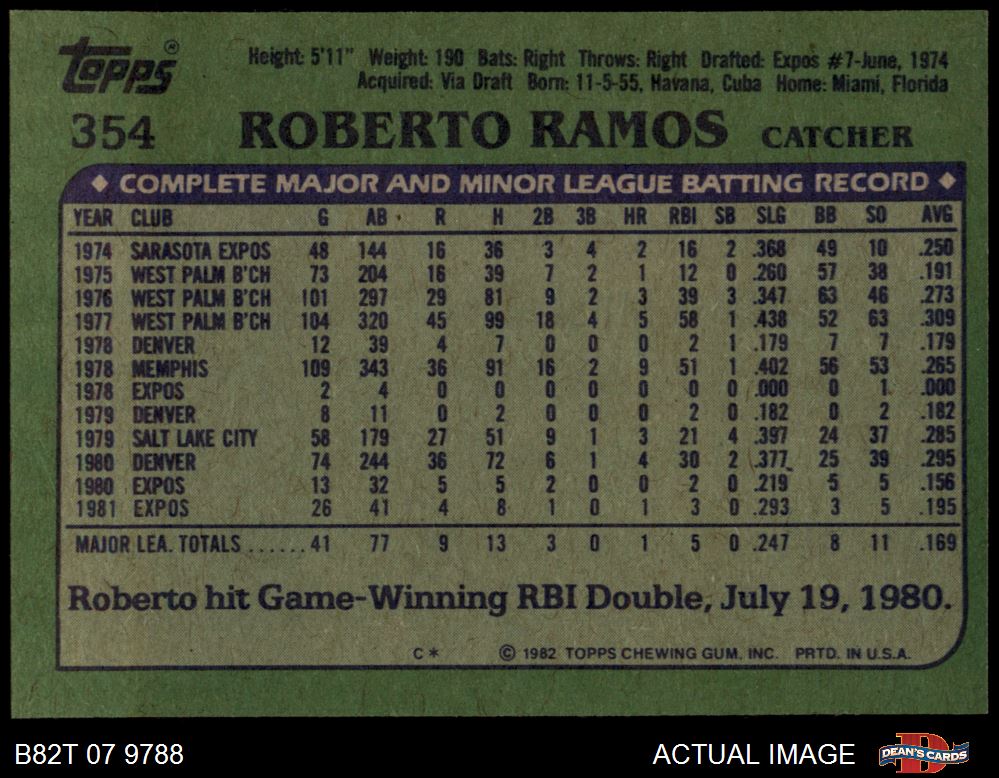 Topps®
Height: 5'11" Weight: 190 Bats: Right Throws: Right Drafted: Expos #7-June, 1974
Acquired: Via Draft Born: 11-5-55, Havana, Cuba Home: Miami, Florida
354 ROBERTO RAMOS CATCHER
◆ COMPLETE MAJOR AND MINOR LEAGUE BATTING RECORD ◆
YEAR CLUB G AB R H 2B 3B HR RBI SB SLG BB SO AVG
1974 SARASOTA EXPOS 48 144 16 36 3 4 2 16 2 .368 49 10 .250
1975 WEST PALM B'CH 73 204 16 39 7 2 1 12 0 .260 57 38 .191
1976 WEST PALM B'CH 101 297 29 81 9 2 3 39 3 .347 63 46 .273
1977 WEST PALM B'CH 104 320 45 99 18 4 5 58 1 .438 52 63 .309
1978 DENVER 12 39 4 7 0 0 0 2 1 .179 7 7 .179
1978 MEMPHIS 109 343 36 91 16 2 9 51 1 .402 56 53 .265
1978 EXPOS 2 4 0 0 0 0 0 0 0 .000 0 1 .000
1979 DENVER 8 11 0 2 0 0 0 2 0 .182 0 2 .182
1979 SALT LAKE CITY 58 179 27 51 9 1 3 21 4 .397 24 37 .285
1980 DENVER 74 244 36 72 6 1 4 30 2 .377 25 39 .295
1980 EXPOS 13 32 5 5 2 0 0 2 0 .219 5 5 .156
1981 EXPOS 26 41 4 8 1 0 1 3 0 .293 3 5 .195
MAJOR LEA. TOTALS ...... 41 77 9 13 3 0 1 5 0 .247 8 11 .169
Roberto hit Game-Winning RBI Double, July 19, 1980.
C* © 1982 TOPPS CHEWING GUM, INC. PRTD. IN U.S.A.
B82T 07 9788 ACTUAL IMAGE D DEAN'S CARDS